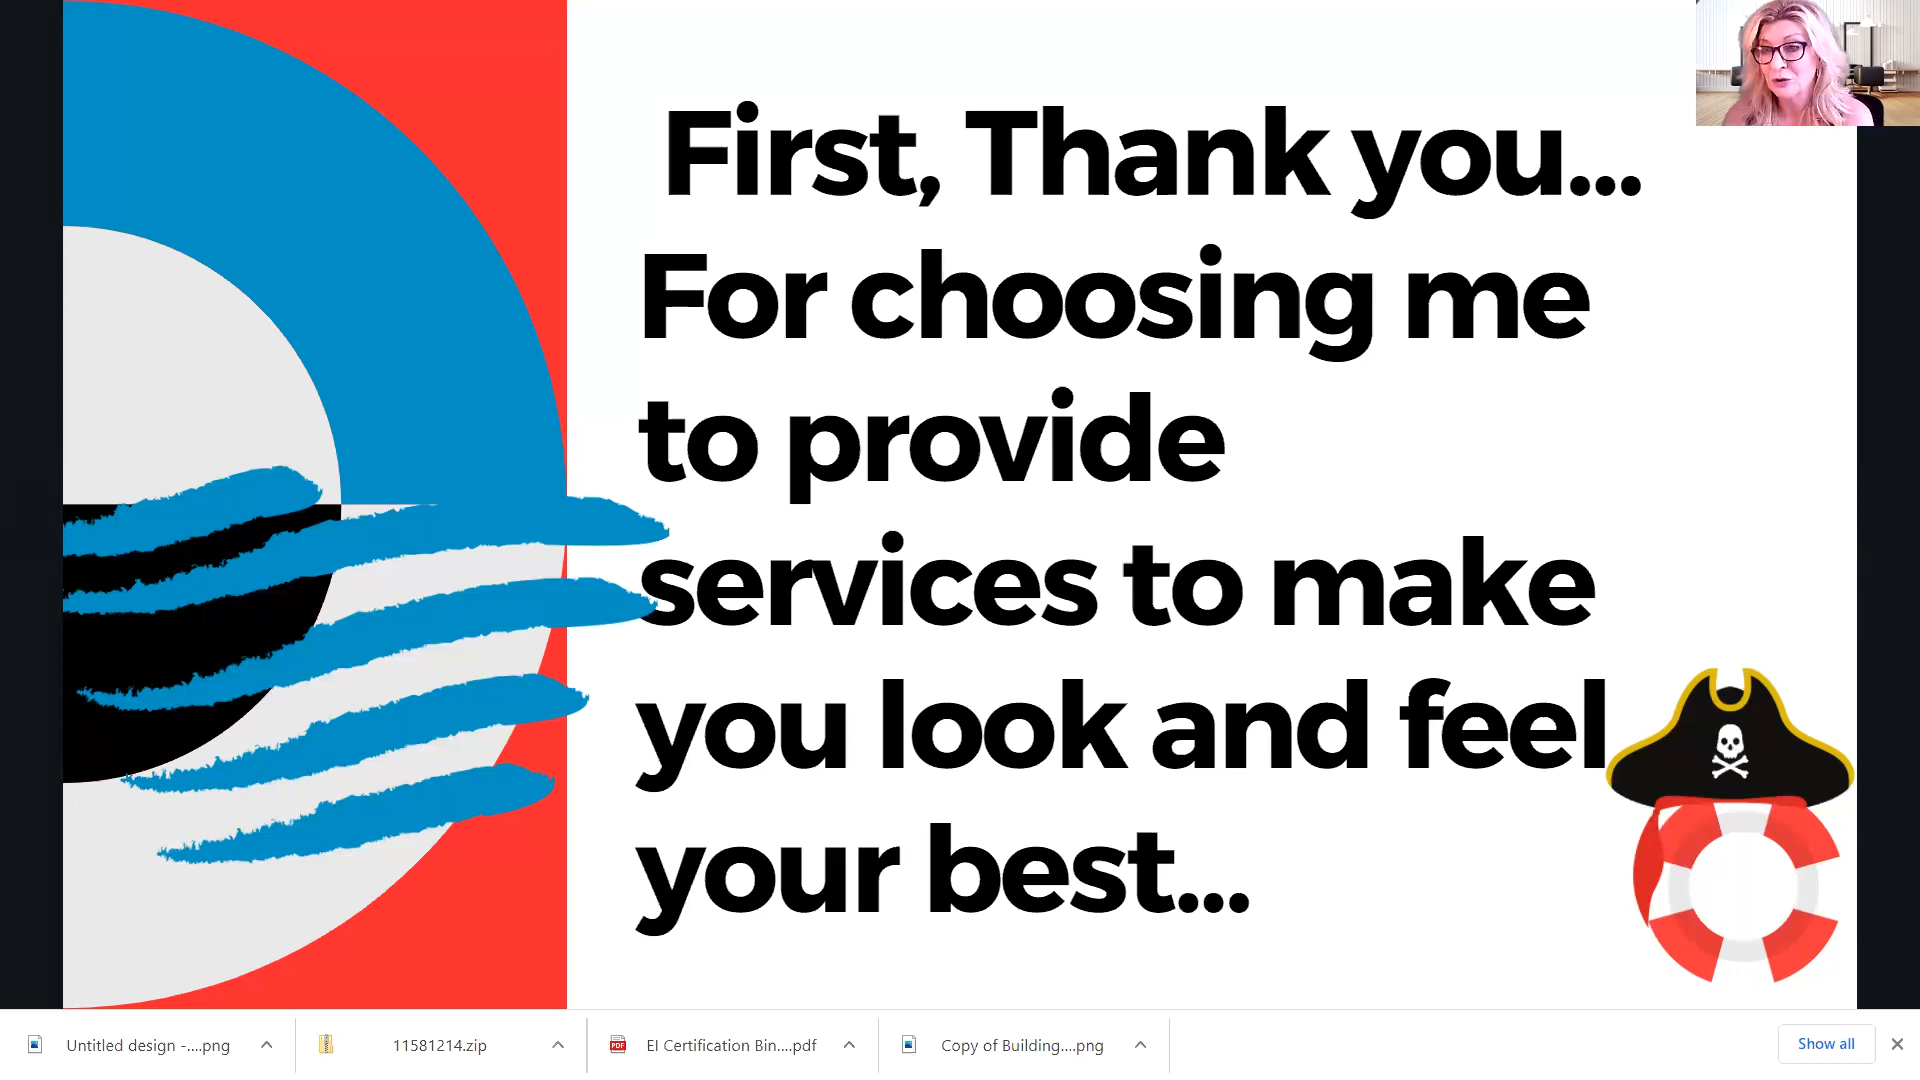 First, Thank you...
For choosing me
to provide
services to make
you look and feel
your best...
Untitled design -....png
11581214.zip
EI Certification Bin....pdf
Copy of Building....png
Show all
PDF